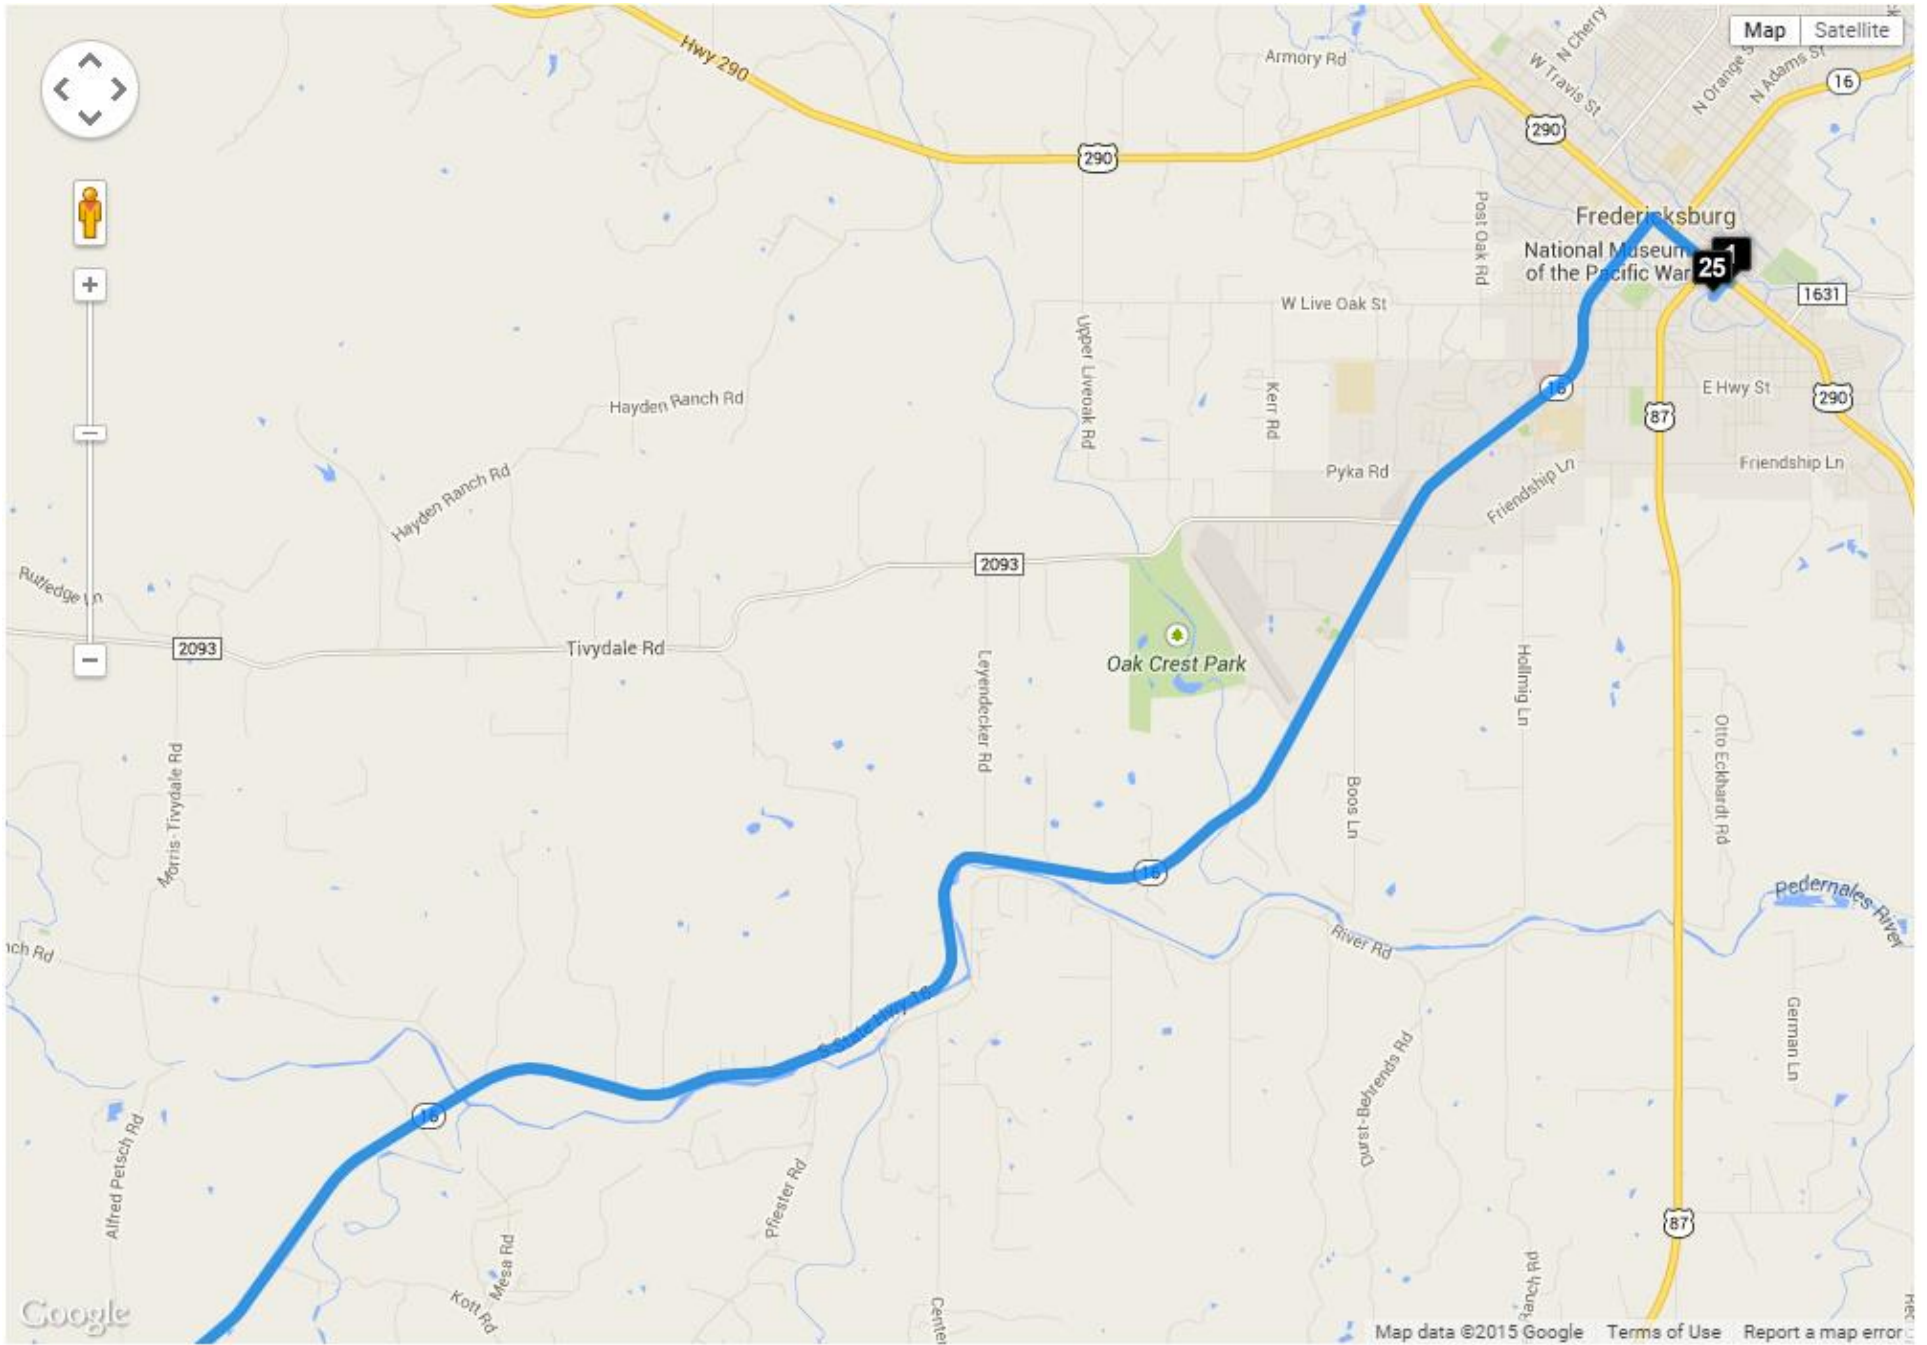 Map
Satellite
N Cherry
W Travis St
N Orange S
N Adams St
16
Armory Rd
Hwy 290
290
290
Fredericksburg
National Museum
of the Pacific War
1
25
1631
Post Oak Rd
W Live Oak St
Upper Liveoak Rd
Kerr Rd
16
E Hwy St
290
87
Hayden Ranch Rd
Hayden Ranch Rd
Pyka Rd
Friendship Ln
Friendship Ln
2093
Rutledge Ln
2093
Tivydale Rd
Oak Crest Park
Leyendecker Rd
Hollmig Ln
Otto Eckhardt Rd
Morris-Tivydale Rd
Boos Ln
16
Pedernales River
River Rd
nch Rd
S State Hwy 16
German Ln
Durst-Behrends Rd
16
Alfred Petsch Rd
Pfiester Rd
87
Mesa Rd
Kott Rd
Center
Ranch Rd
Google
Map data ©2015 Google
Terms of Use
Report a map error